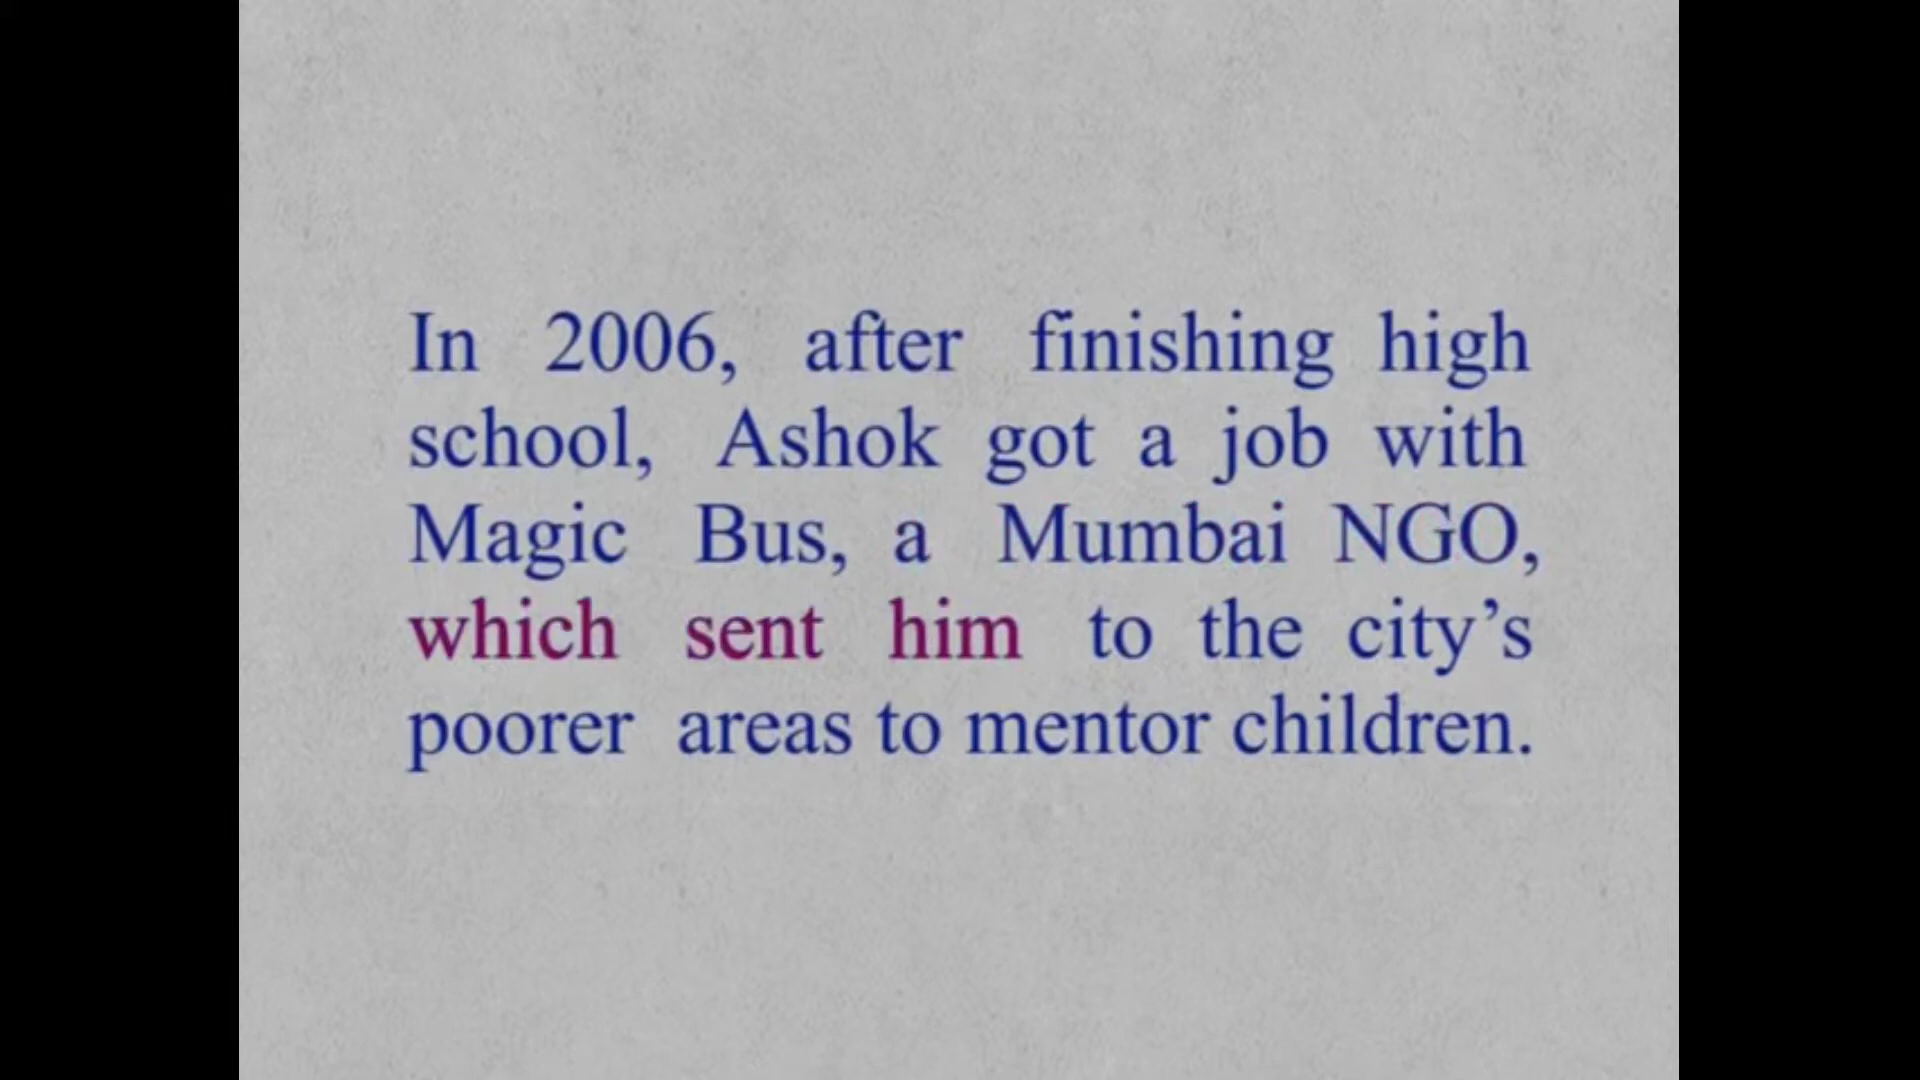 In 2006, after finishing high
school, Ashok got a job with
Magic Bus, a Mumbai NGO,
which sent him to the city’s
poorer areas to mentor children.